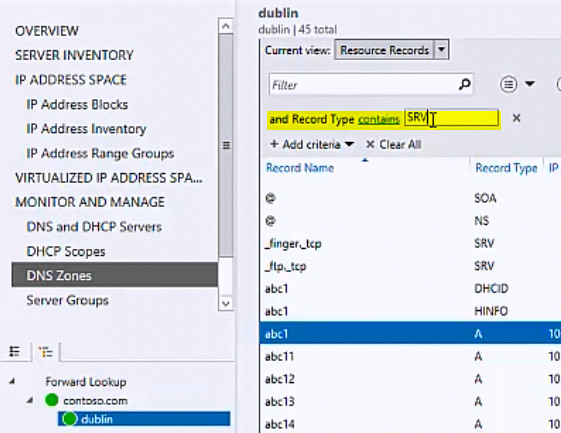 OVERVIEW
SERVER INVENTORY
IP ADDRESS SPACE
IP Address Blocks
IP Address Inventory
IP Address Range Groups
VIRTUALIZED IP ADDRESS SPA...
MONITOR AND MANAGE
DNS and DHCP Servers
DHCP Scopes
DNS Zones
Server Groups
Forward Lookup
contoso.com
dublin
dublin
dublin | 45 total
Current view: Resource Records
Filter
and Record Type contains SRV
+ Add criteria ✕ Clear All
Record Name Record Type IP
@ SOA
@ NS
_finger._tcp SRV
_ftp._tcp SRV
abc1 DHCID
abc1 HINFO
abc1 A 10
abc11 A 10
abc12 A 10
abc13 A 10
abc14 A 10